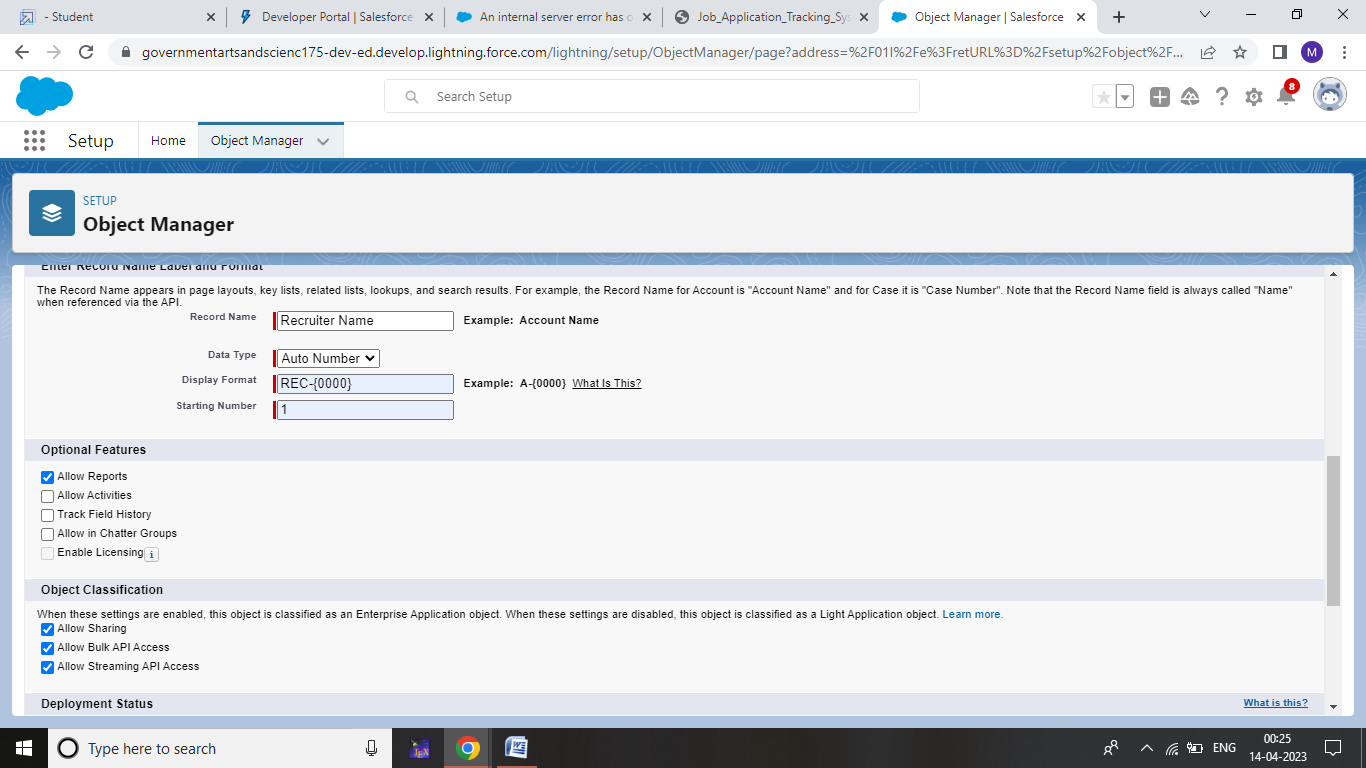 - Student
Developer Portal | Salesforce
An internal server error has o
Job_Application_Tracking_Sys
Object Manager | Salesforce
governmentartsandscienc175-dev-ed.develop.lightning.force.com/lightning/setup/ObjectManager/page?address=%2F01I%2Fe%3FretURL%3D%2Fsetup%2Fobject%2F...
M
Search Setup
8
Setup
Home
Object Manager
SETUP
Object Manager
Enter Record Name Label and Format
The Record Name appears in page layouts, key lists, related lists, lookups, and search results. For example, the Record Name for Account is "Account Name" and for Case it is "Case Number". Note that the Record Name field is always called "Name"
when referenced via the API.
Record Name Recruiter Name Example: Account Name
Data Type Auto Number
Display Format REC-{0000} Example: A-{0000} What Is This?
Starting Number 1
Optional Features
Allow Reports
Allow Activities
Track Field History
Allow in Chatter Groups
Enable Licensing i
Object Classification
When these settings are enabled, this object is classified as an Enterprise Application object. When these settings are disabled, this object is classified as a Light Application object. Learn more.
Allow Sharing
Allow Bulk API Access
Allow Streaming API Access
Deployment Status What is this?
Type here to search
ENG
00:25
14-04-2023